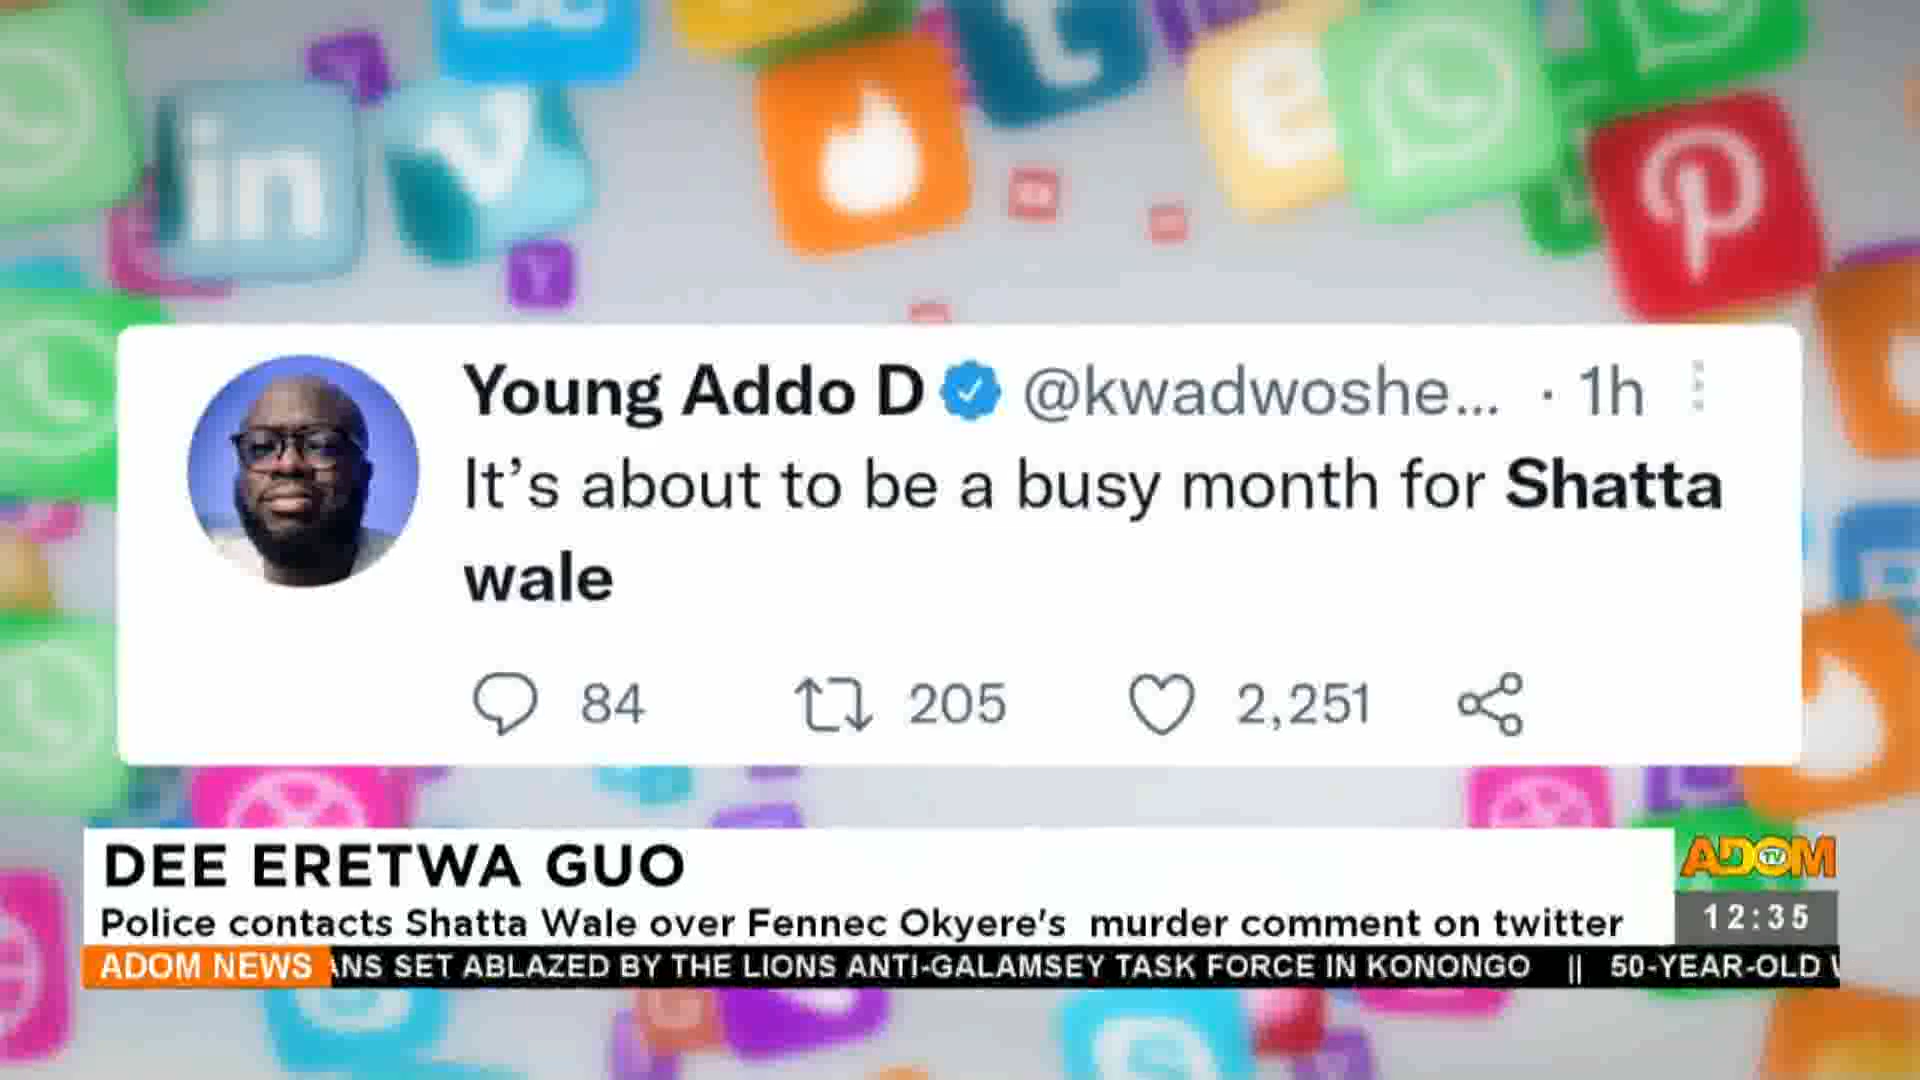 in
Young Addo D @kwadwoshe... · 1h
It's about to be a busy month for Shatta
wale
84 205 2,251
DEE ERETWA GUO
ADOM TV
Police contacts Shatta Wale over Fennec Okyere's murder comment on twitter
12:35
ADOM NEWS ANS SET ABLAZED BY THE LIONS ANTI-GALAMSEY TASK FORCE IN KONONGO || 50-YEAR-OLD